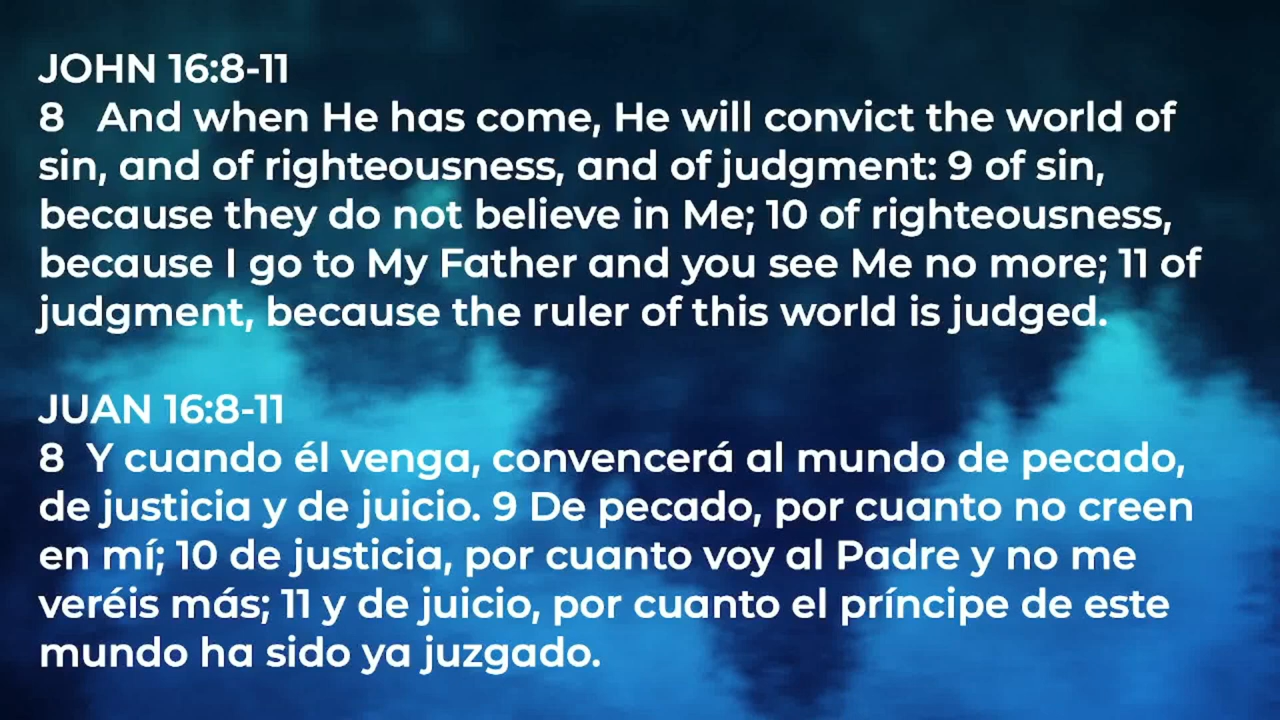 JOHN 16:8-11
8 And when He has come, He will convict the world of
sin, and of righteousness, and of judgment: 9 of sin,
because they do not believe in Me; 10 of righteousness,
because I go to My Father and you see Me no more; 11 of
judgment, because the ruler of this world is judged.
JUAN 16:8-11
8 Y cuando él venga, convencerá al mundo de pecado,
de justicia y de juicio. 9 De pecado, por cuanto no creen
en mí; 10 de justicia, por cuanto voy al Padre y no me
veréis más; 11 y de juicio, por cuanto el príncipe de este
mundo ha sido ya juzgado.